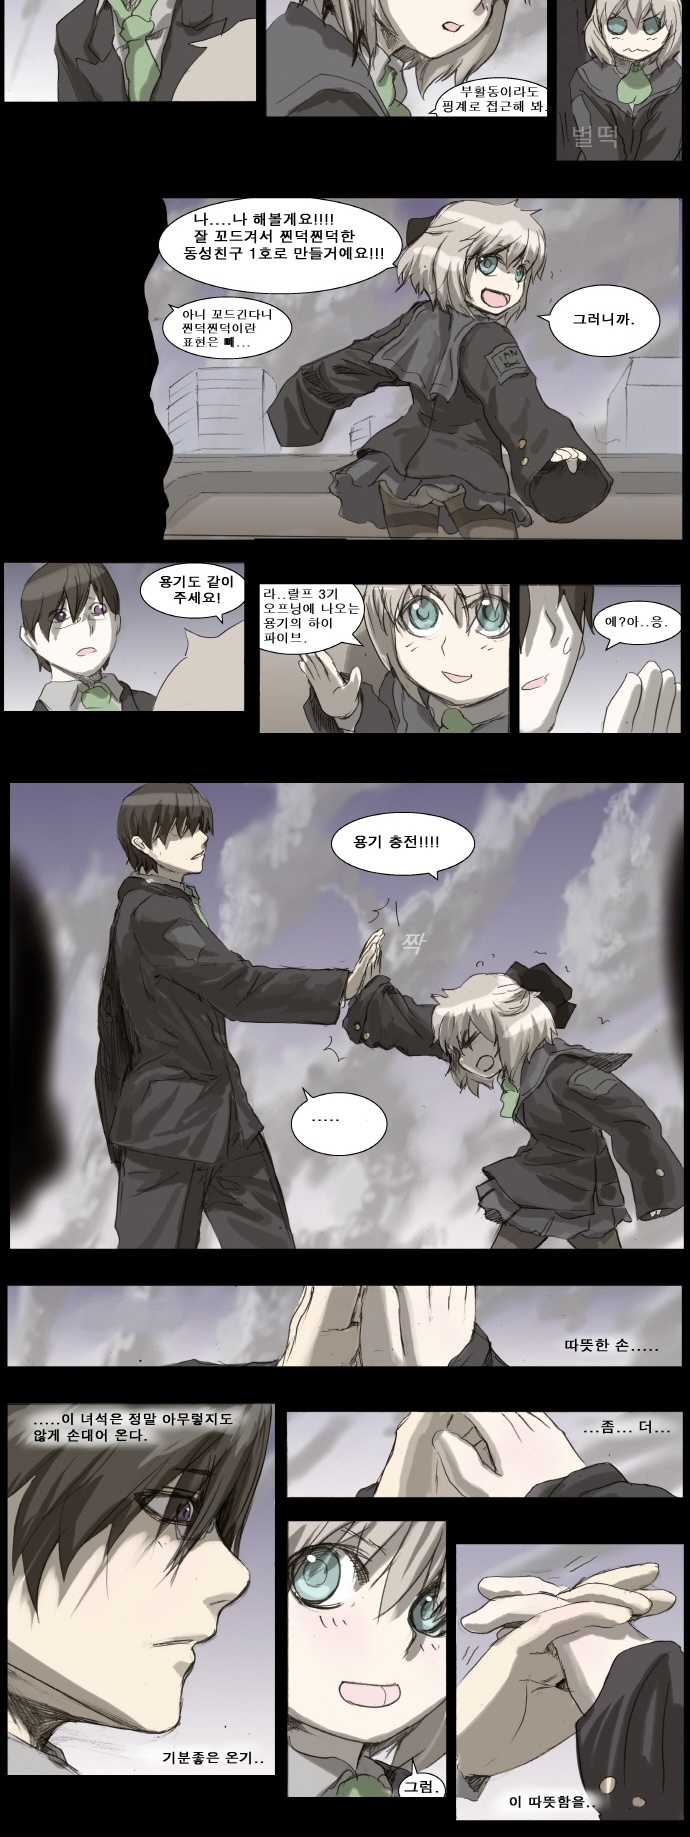 부활동이라도
핑계로 접근해 봐.
벌떡
나....나 해볼게요!!!!
잘 꼬드겨서 찐덕찐덕한
동성친구 1호로 만들거예요!!!
아니 꼬드긴다니
찐덕찐덕이란
표현은 빼...
그러니까.
IAN
용기도 같이
주세요!
라..랄프 3기
오프닝에 나오는
용기의 하이
파이브.
에?아..응.
용기 충전!!!!
짝
.....
따뜻한 손.....
.....이 녀석은 정말 아무렇지도
않게 손대어 온다.
...좀... 더...
기분좋은 온기..
그럼.
이 따뜻함을...